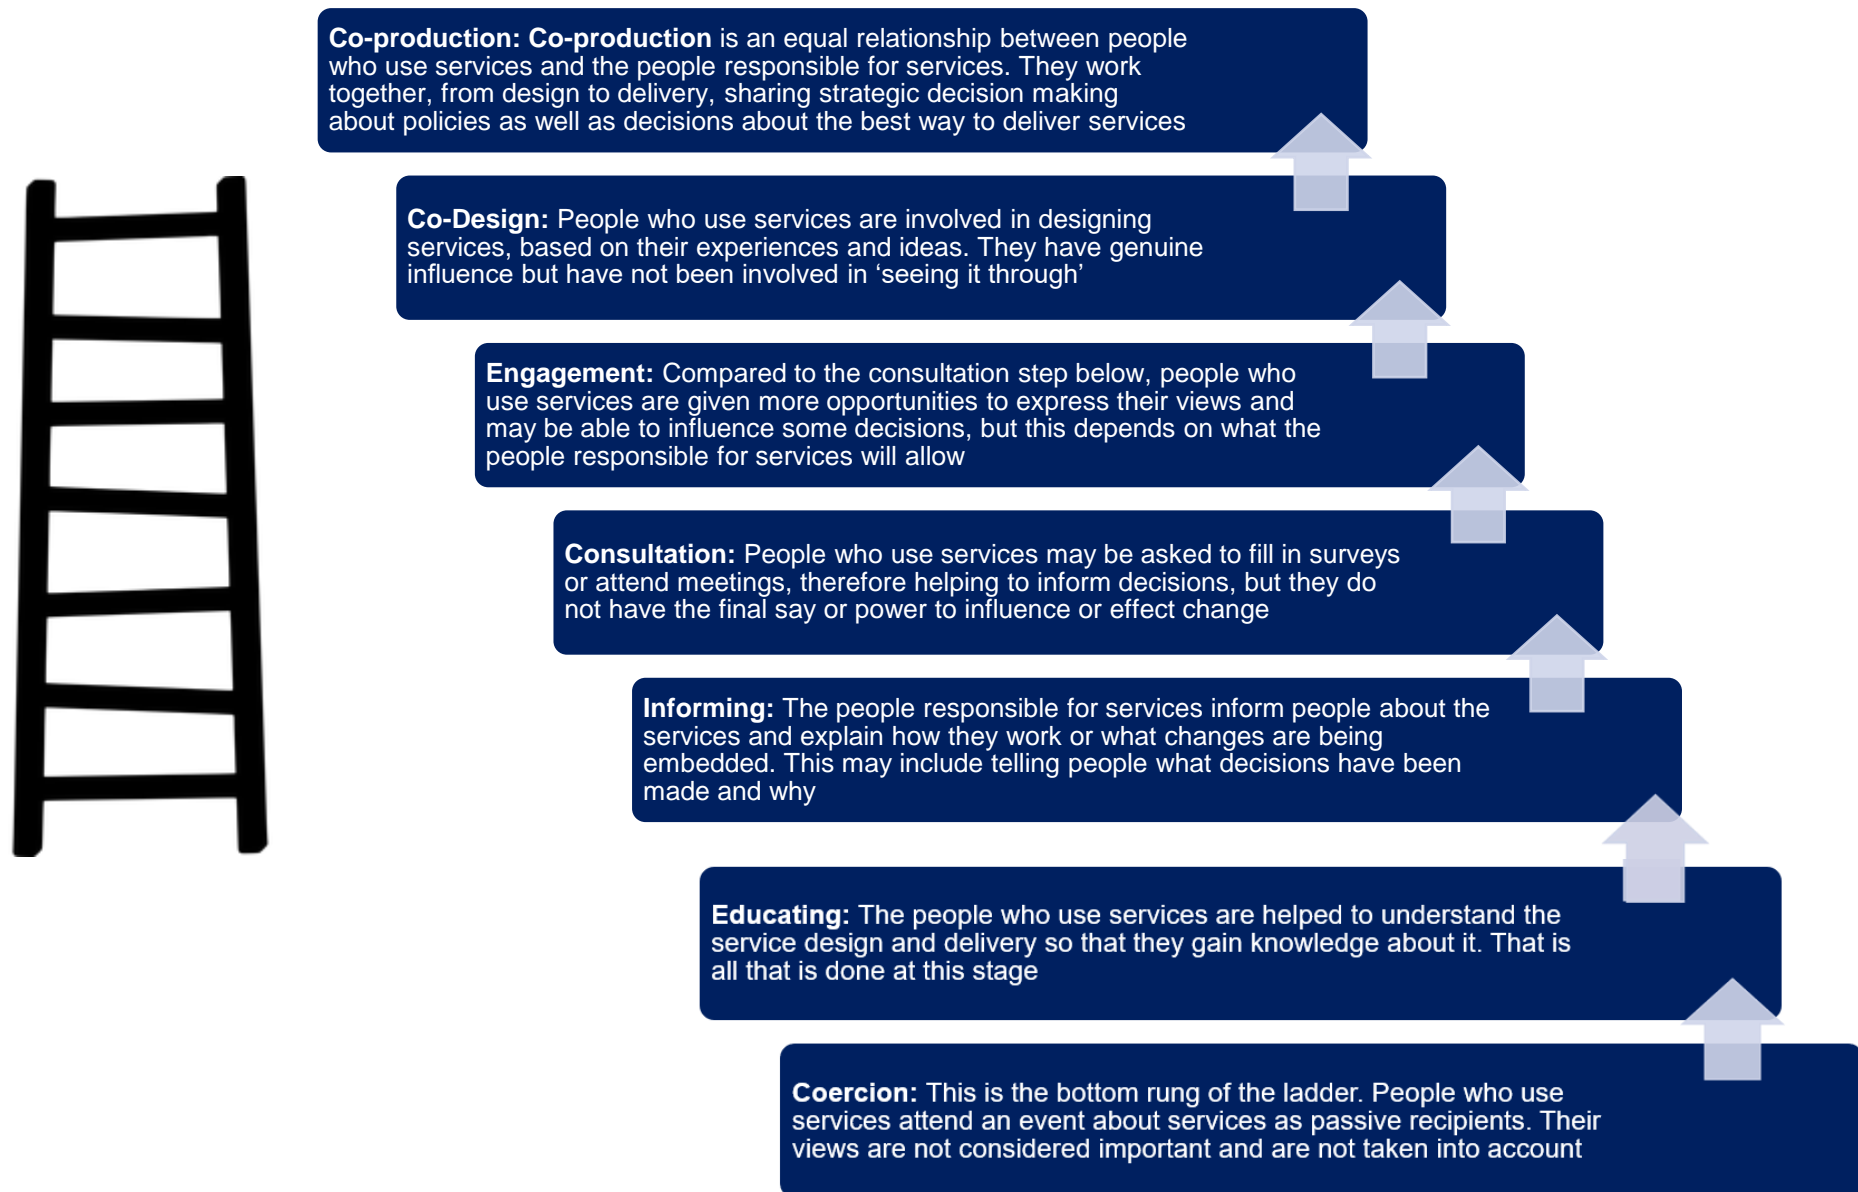 Co-production: Co-production is an equal relationship between people
who use services and the people responsible for services. They work
together, from design to delivery, sharing strategic decision making
about policies as well as decisions about the best way to deliver services
Co-Design: People who use services are involved in designing
services, based on their experiences and ideas. They have genuine
influence but have not been involved in ‘seeing it through’
Engagement: Compared to the consultation step below, people who
use services are given more opportunities to express their views and
may be able to influence some decisions, but this depends on what the
people responsible for services will allow
Consultation: People who use services may be asked to fill in surveys
or attend meetings, therefore helping to inform decisions, but they do
not have the final say or power to influence or effect change
Informing: The people responsible for services inform people about the
services and explain how they work or what changes are being
embedded. This may include telling people what decisions have been
made and why
Educating: The people who use services are helped to understand the
service design and delivery so that they gain knowledge about it. That is
all that is done at this stage
Coercion: This is the bottom rung of the ladder. People who use
services attend an event about services as passive recipients. Their
views are not considered important and are not taken into account